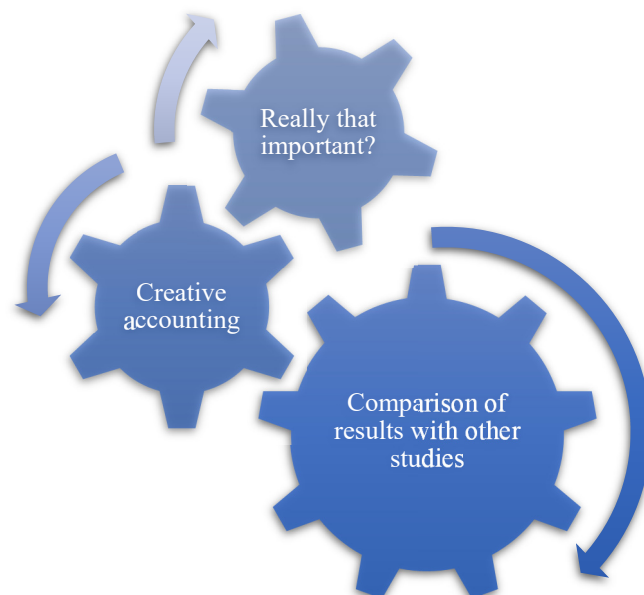 Really that
important?
Creative
accounting
Comparison of
results with other
studies